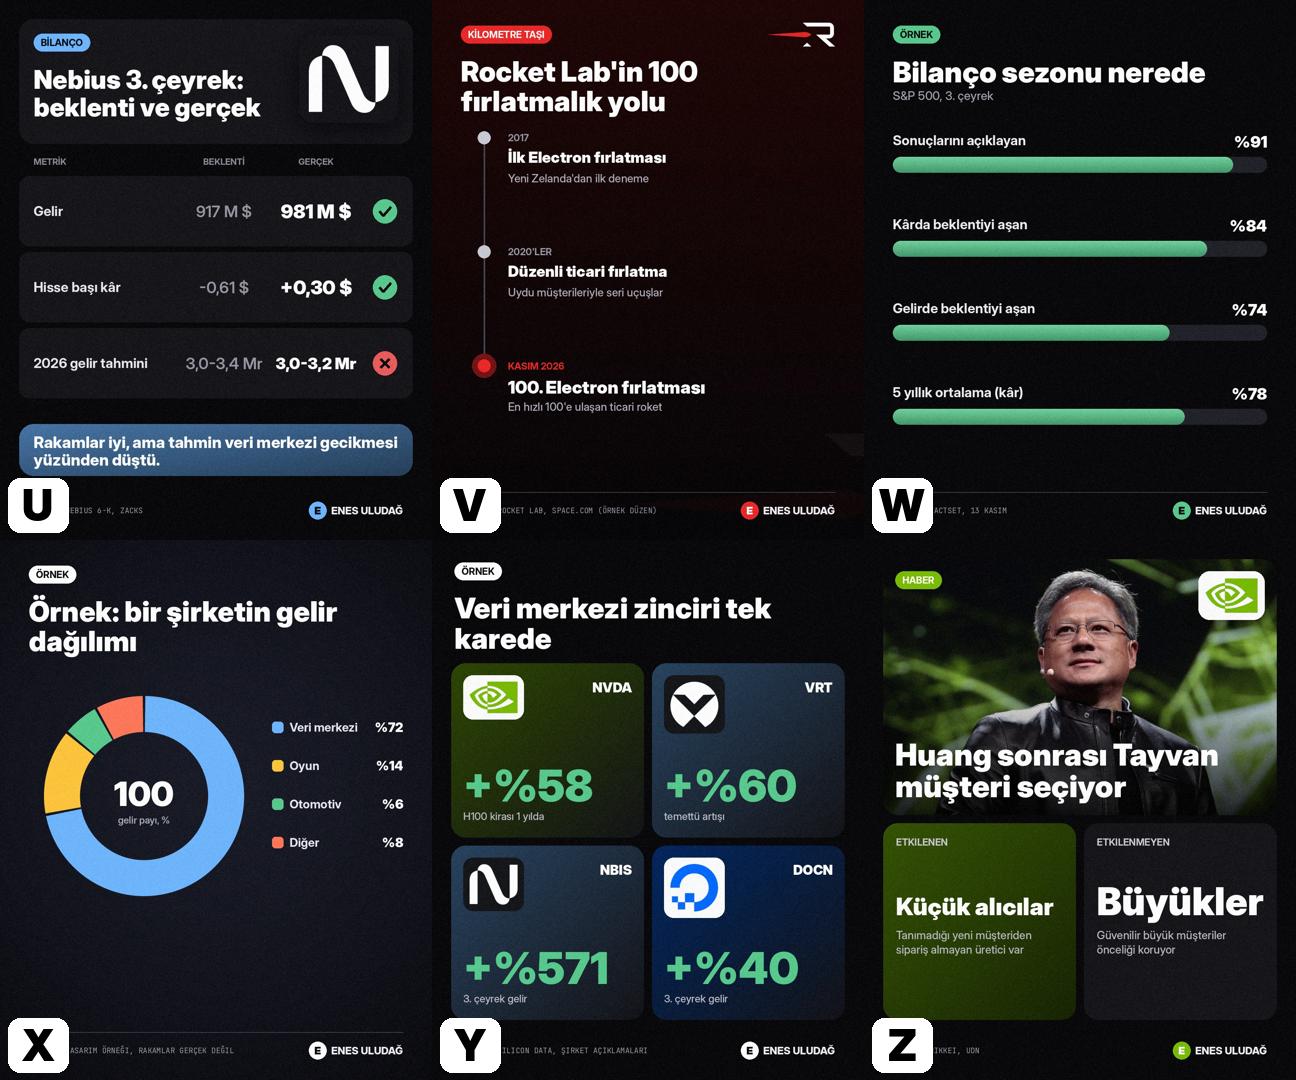 BİLANÇO
Nebius 3. çeyrek:
beklenti ve gerçek
METRİK BEKLENTİ GERÇEK
Gelir 917 M $ 981 M $
Hisse başı kâr -0,61 $ +0,30 $
2026 gelir tahmini 3,0-3,4 Mr 3,0-3,2 Mr
Rakamlar iyi, ama tahmin veri merkezi gecikmesi
yüzünden düştü.
U
EBIUS 6-K, ZACKS
E ENES ULUDAĞ
KİLOMETRE TAŞI
R
Rocket Lab'in 100
fırlatmalık yolu
2017
İlk Electron fırlatması
Yeni Zelanda'dan ilk deneme
2020'LER
Düzenli ticari fırlatma
Uydu müşterileriyle seri uçuşlar
KASIM 2026
100. Electron fırlatması
En hızlı 100'e ulaşan ticari roket
V
OCKET LAB, SPACE.COM (ÖRNEK DÜZEN)
E ENES ULUDAĞ
ÖRNEK
Bilanço sezonu nerede
S&P 500, 3. çeyrek
Sonuçlarını açıklayan %91
Kârda beklentiyi aşan %84
Gelirde beklentiyi aşan %74
5 yıllık ortalama (kâr) %78
W
ACTSET, 13 KASIM
E ENES ULUDAĞ
ÖRNEK
Örnek: bir şirketin gelir
dağılımı
100
gelir payı, %
Veri merkezi %72
Oyun %14
Otomotiv %6
Diğer %8
X
ASARIM ÖRNEĞİ, RAKAMLAR GERÇEK DEĞİL
E ENES ULUDAĞ
ÖRNEK
Veri merkezi zinciri tek
karede
NVDA
+%58
H100 kirası 1 yılda
VRT
+%60
temettü artışı
NBIS
+%571
3. çeyrek gelir
DOCN
+%40
3. çeyrek gelir
Y
ILICON DATA, ŞİRKET AÇIKLAMALARI
E ENES ULUDAĞ
HABER
Huang sonrası Tayvan
müşteri seçiyor
ETKİLENEN
Küçük alıcılar
Tanımadığı yeni müşteriden
sipariş almayan üretici var
ETKİLENMEYEN
Büyükler
Güvenilir büyük müşteriler
önceliği koruyor
Z
IKKEI, UDN
E ENES ULUDAĞ